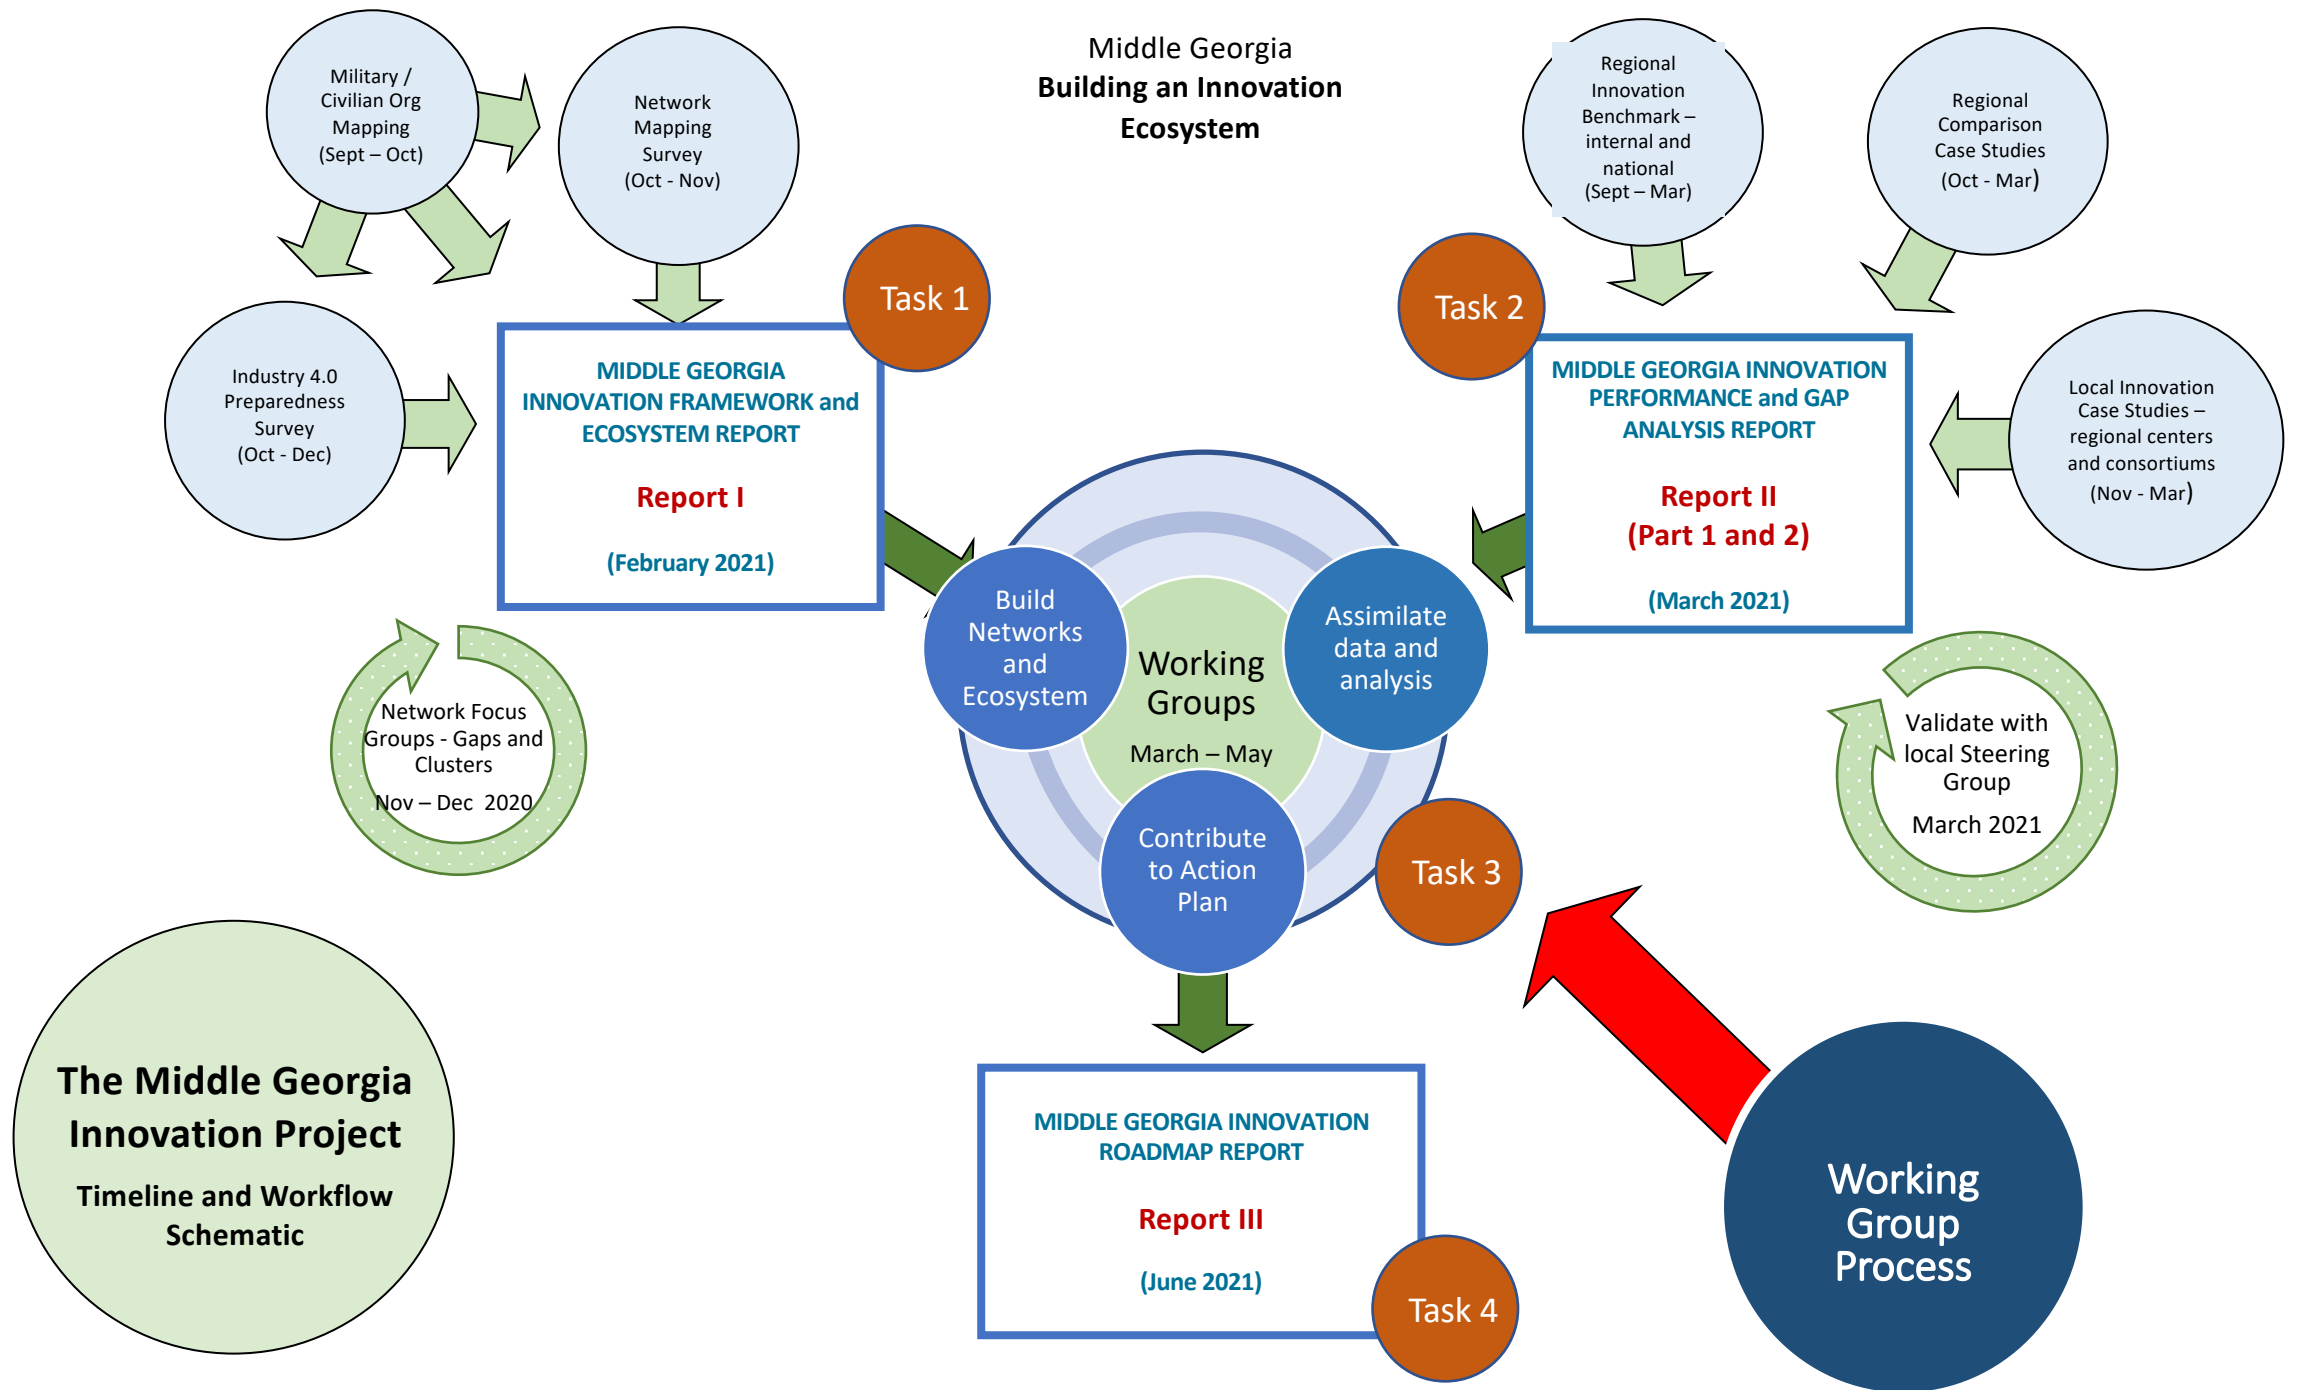 Middle Georgia
Building an Innovation
Ecosystem
Military /
Civilian Org
Mapping
(Sept – Oct)
Network
Mapping
Survey
(Oct - Nov)
Industry 4.0
Preparedness
Survey
(Oct - Dec)
Task 1
MIDDLE GEORGIA
INNOVATION FRAMEWORK and
ECOSYSTEM REPORT
Report I
(February 2021)
Network Focus
Groups - Gaps and
Clusters
Nov – Dec 2020
Regional
Innovation
Benchmark –
internal and
national
(Sept – Mar)
Regional
Comparison
Case Studies
(Oct - Mar)
Local Innovation
Case Studies –
regional centers
and consortiums
(Nov - Mar)
Task 2
MIDDLE GEORGIA INNOVATION
PERFORMANCE and GAP
ANALYSIS REPORT
Report II
(Part 1 and 2)
(March 2021)
Validate with
local Steering
Group
March 2021
Build
Networks
and
Ecosystem
Working
Groups
March – May
Assimilate
data and
analysis
Contribute
to Action
Plan
Task 3
MIDDLE GEORGIA INNOVATION
ROADMAP REPORT
Report III
(June 2021)
Task 4
The Middle Georgia
Innovation Project
Timeline and Workflow
Schematic
Working
Group
Process